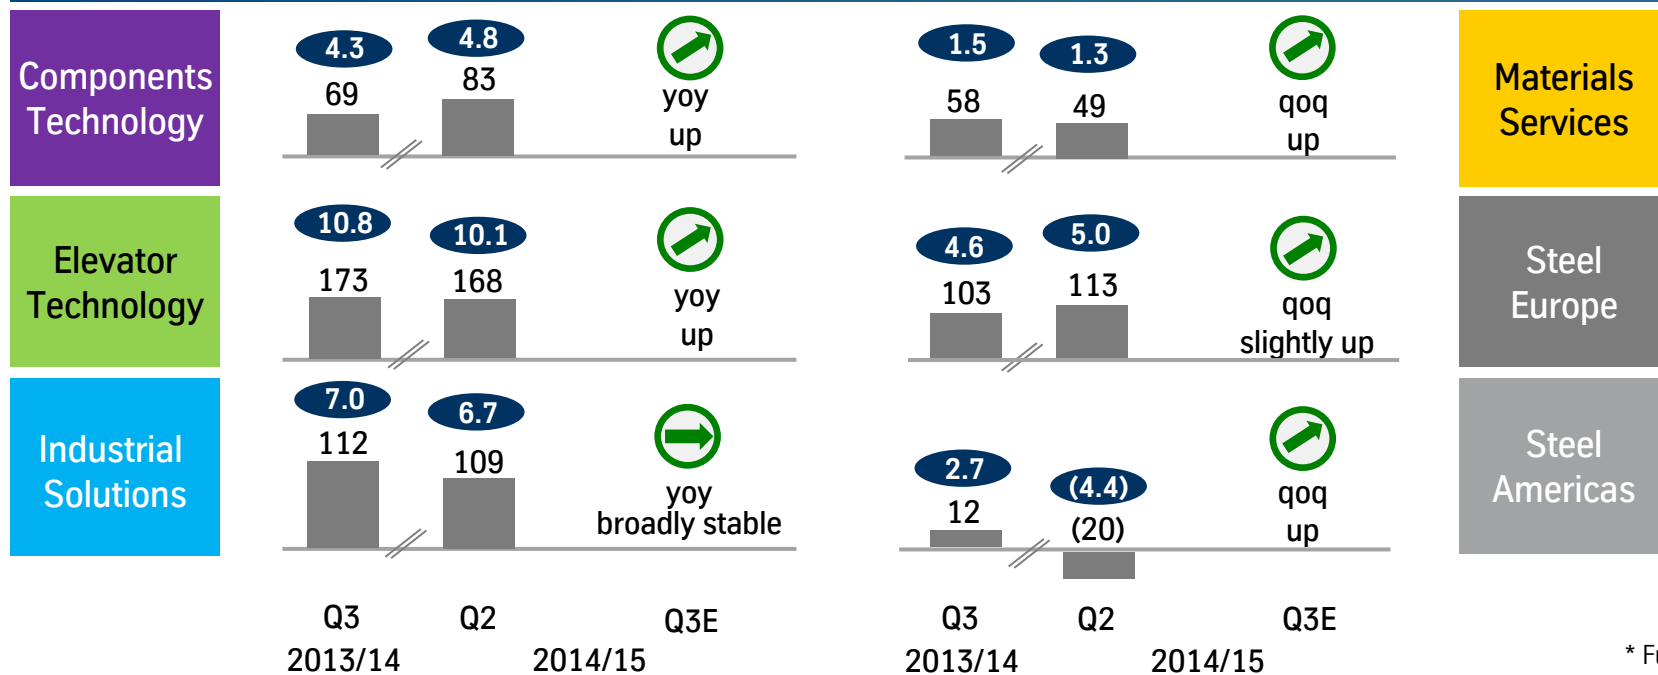 Components
Technology
4.3
69
4.8
83
yoy
up
1.5
58
1.3
49
qoq
up
Materials
Services
Elevator
Technology
10.8
173
10.1
168
yoy
up
4.6
103
5.0
113
qoq
slightly up
Steel
Europe
Industrial
Solutions
7.0
112
6.7
109
yoy
broadly stable
2.7
12
(4.4)
(20)
qoq
up
Steel
Americas
Q3
Q2
Q3E
2013/14
2014/15
Q3
Q2
Q3E
2013/14
2014/15
*